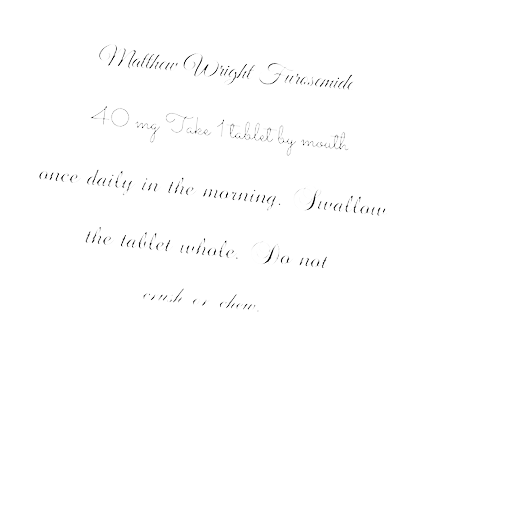 Matthew Wright Furosemide
40 mg Take 1 tablet by mouth
once daily in the morning. Swallow
the tablet whole. Do not
crush or chew.